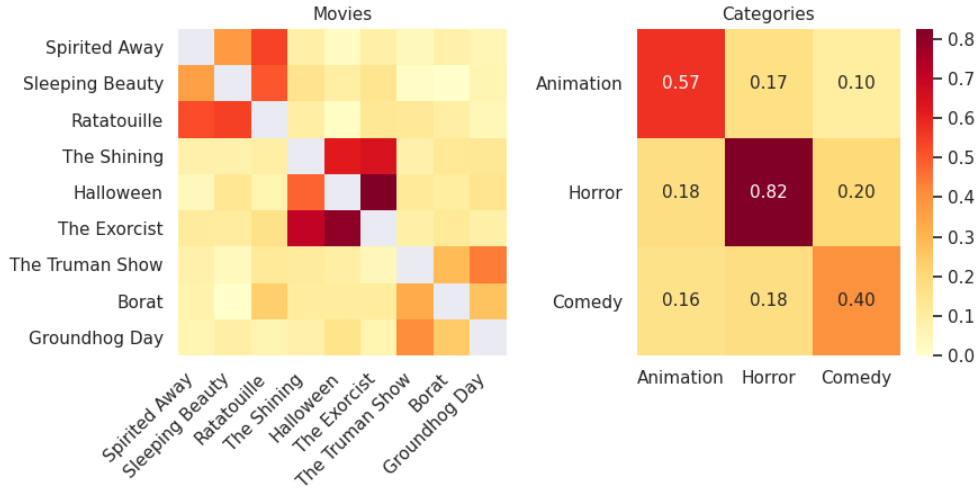 Movies
Categories
Spirited Away
Sleeping Beauty
Ratatouille
The Shining
Halloween
The Exorcist
The Truman Show
Borat
Groundhog Day
Spirited Away
Sleeping Beauty
Ratatouille
The Shining
Halloween
The Exorcist
The Truman Show
Borat
Groundhog Day
Animation
Horror
Comedy
0.57 0.17 0.10
0.18 0.82 0.20
0.16 0.18 0.40
Animation Horror Comedy
0.8
0.7
0.6
0.5
0.4
0.3
0.2
0.1
0.0